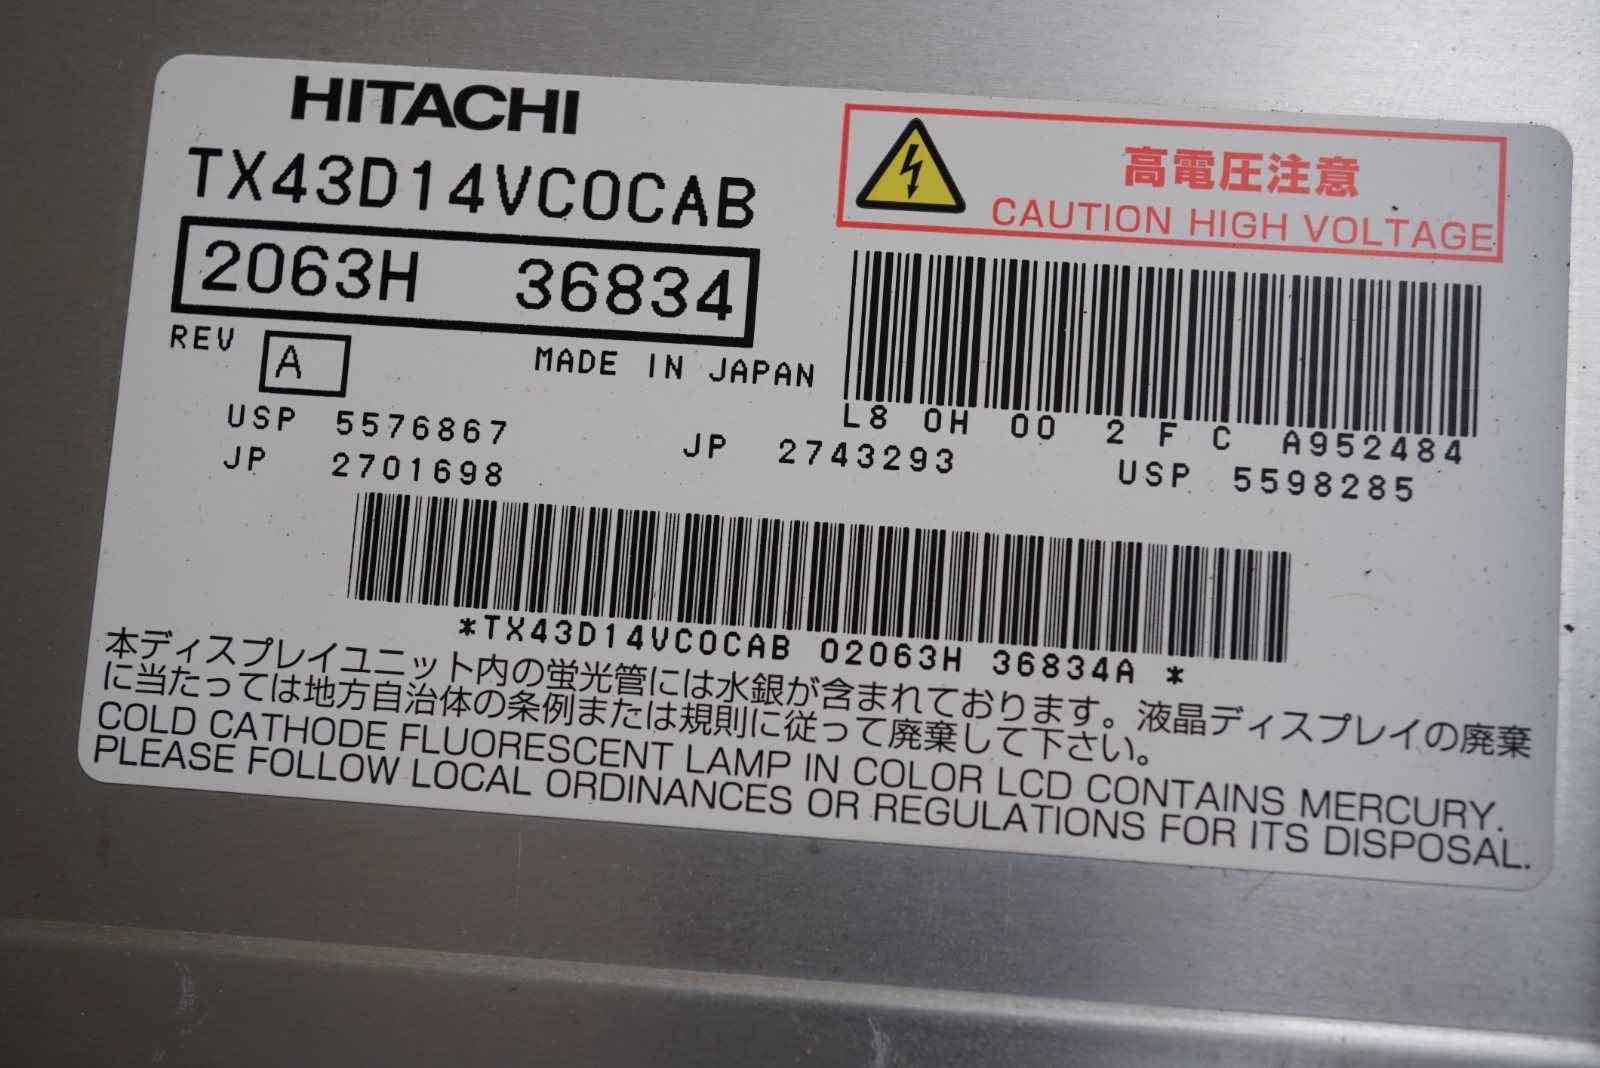 HITACHI
TX43D14VC0CAB
2063H 36834
REV A
MADE IN JAPAN
高電圧注意
CAUTION HIGH VOLTAGE
L8 0H 00 2 F C A952484
USP 5576867
JP 2701698
JP 2743293
USP 5598285
*TX43D14VC0CAB 02063H 36834A *
本ディスプレイユニット内の蛍光管には水銀が含まれております。液晶ディスプレイの廃棄
に当たっては地方自治体の条例または規則に従って廃棄して下さい。
COLD CATHODE FLUORESCENT LAMP IN COLOR LCD CONTAINS MERCURY.
PLEASE FOLLOW LOCAL ORDINANCES OR REGULATIONS FOR ITS DISPOSAL.